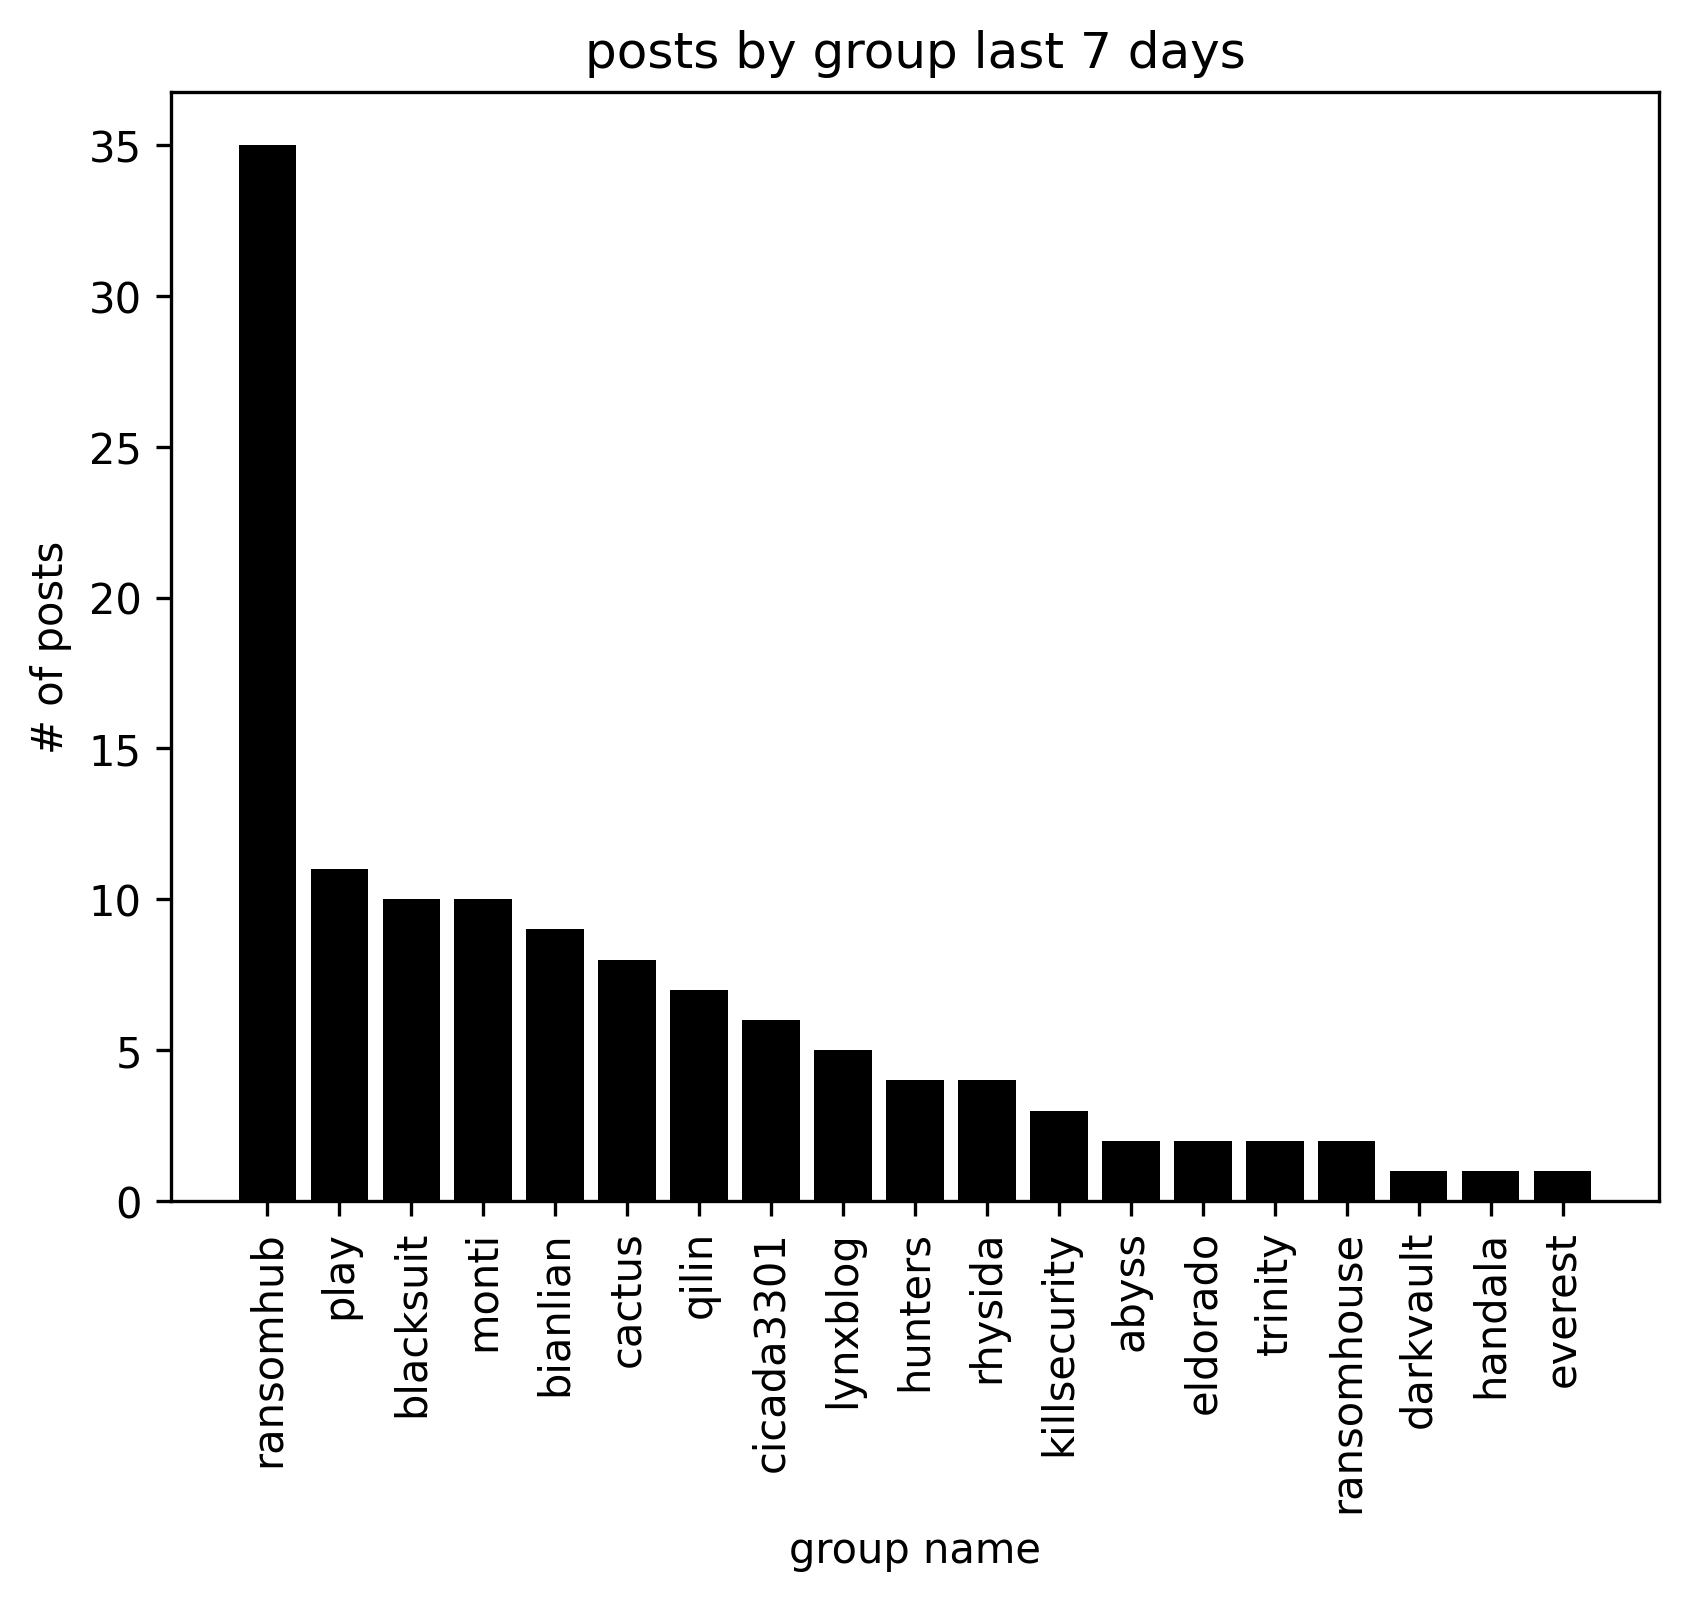 posts by group last 7 days
# of posts
35
30
25
20
15
10
5
0
ransomhub
play
blacksuit
monti
bianlian
cactus
qilin
cicada3301
lynxblog
hunters
rhysida
killsecurity
abyss
eldorado
trinity
ransomhouse
darkvault
handala
everest
group name